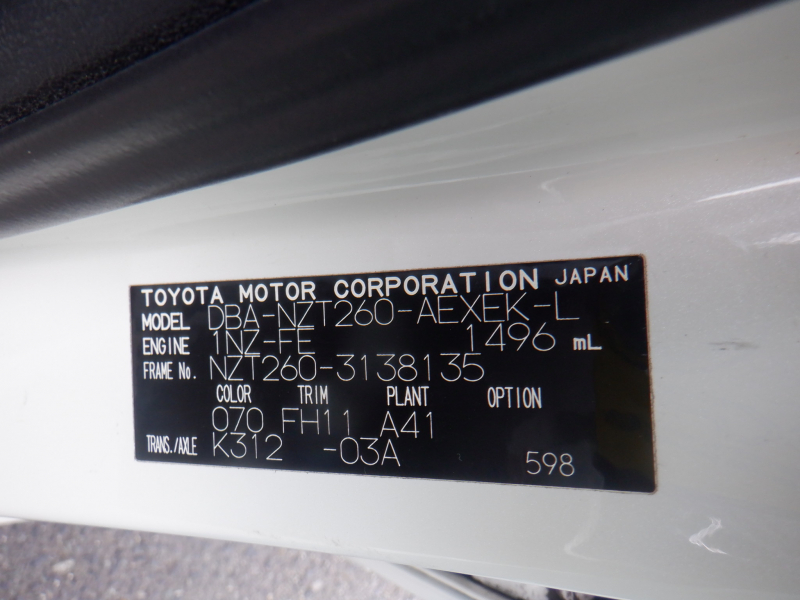 TOYOTA MOTOR CORPORATION JAPAN
MODEL DBA-NZT260-AEXEK-L
ENGINE 1NZ-FE 1496 mL
FRAME No. NZT260-3138135
COLOR TRIM PLANT OPTION
070 FH11 A41
TRANS./AXLE K312 -03A
598